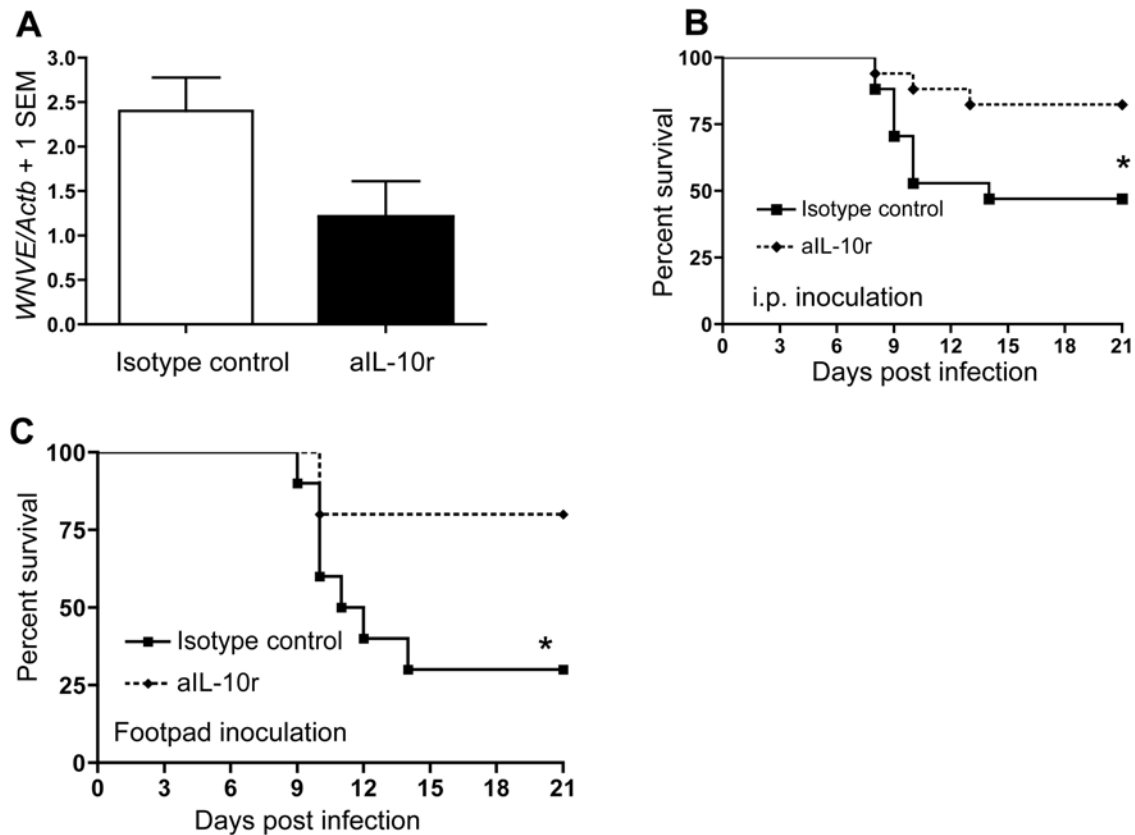 A
WNVE/Actb + 1 SEM
3.0
2.5
2.0
1.5
1.0
0.5
0.0
Isotype control
aIL-10r
B
Percent survival
100
75
50
25
0
*
Isotype control
aIL-10r
i.p. inoculation
0 3 6 9 12 15 18 21
Days post infection
C
Percent survival
100
75
50
25
0
*
Isotype control
aIL-10r
Footpad inoculation
0 3 6 9 12 15 18 21
Days post infection